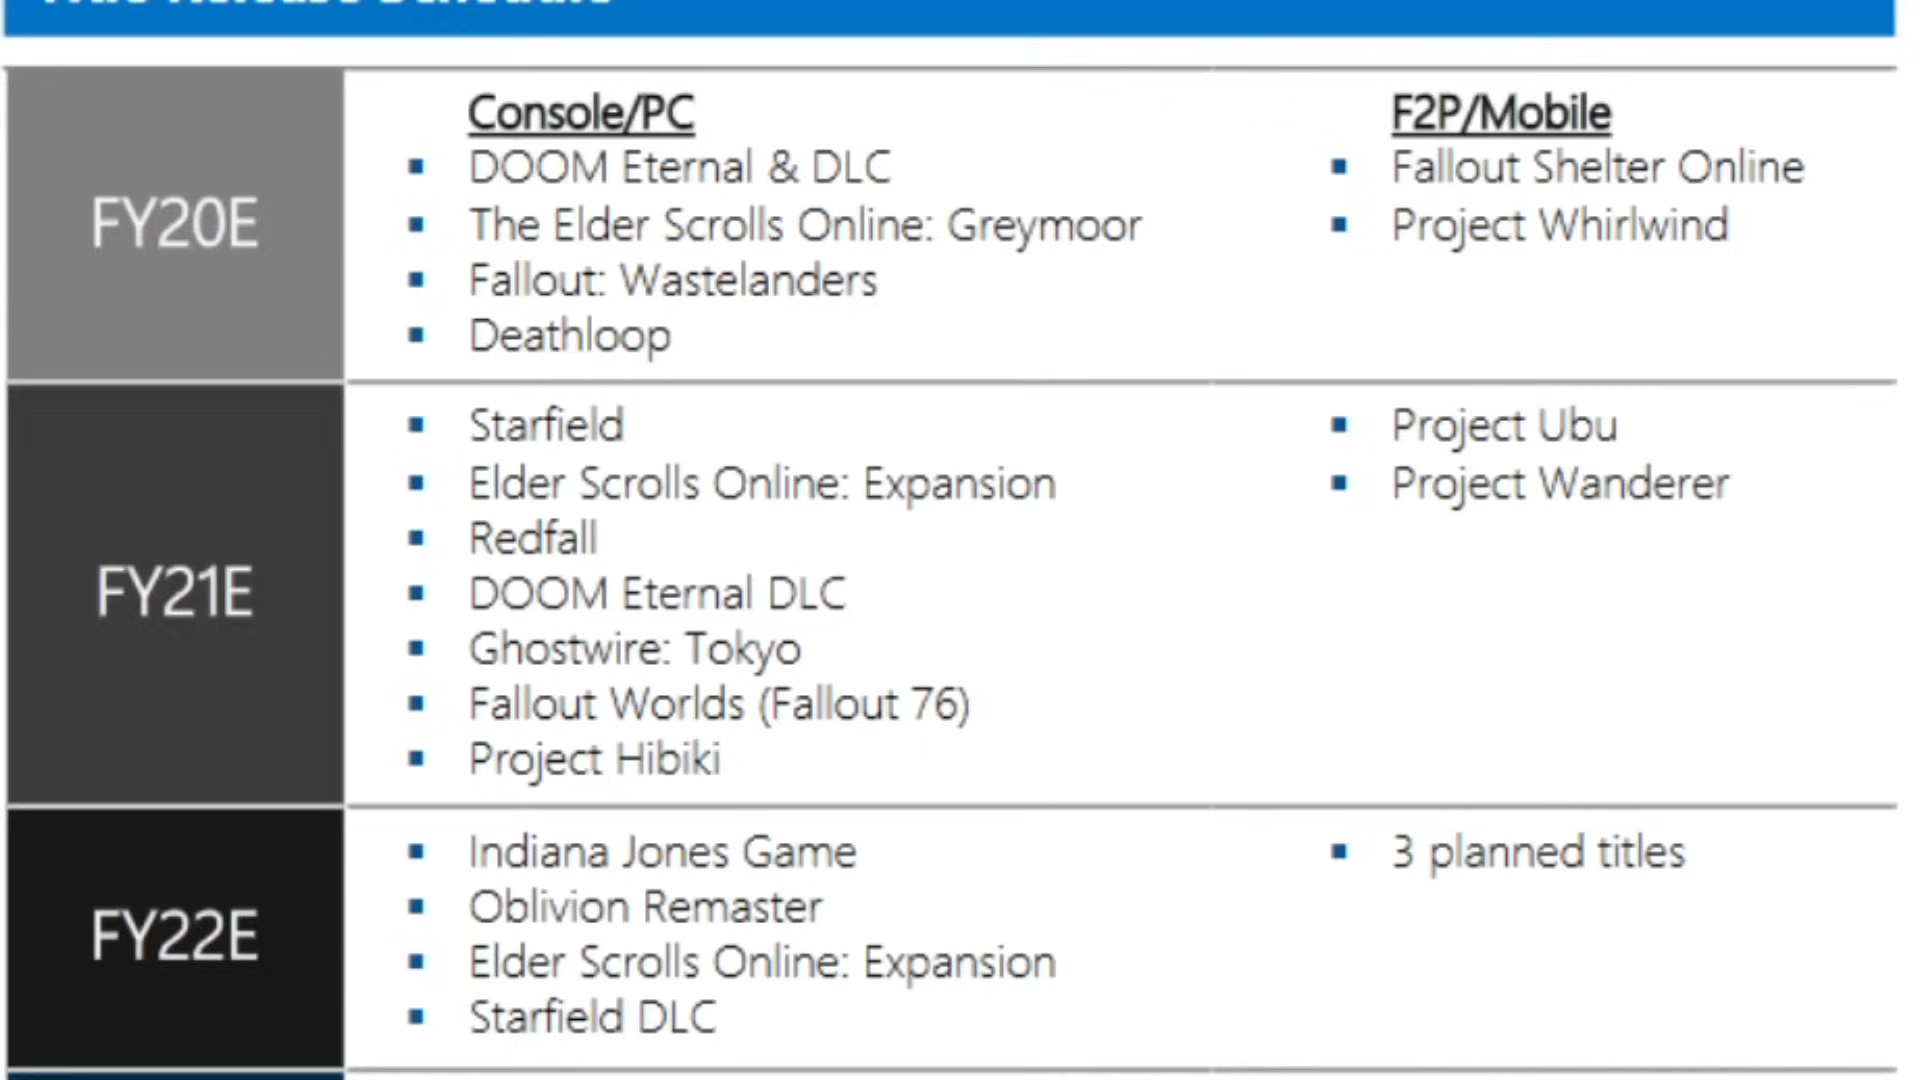 Title Release Schedule
Console/PC
F2P/Mobile
FY20E
DOOM Eternal & DLC
Fallout Shelter Online
The Elder Scrolls Online: Greymoor
Project Whirlwind
Fallout: Wastelanders
Deathloop
FY21E
Starfield
Project Ubu
Elder Scrolls Online: Expansion
Project Wanderer
Redfall
DOOM Eternal DLC
Ghostwire: Tokyo
Fallout Worlds (Fallout 76)
Project Hibiki
FY22E
Indiana Jones Game
3 planned titles
Oblivion Remaster
Elder Scrolls Online: Expansion
Starfield DLC